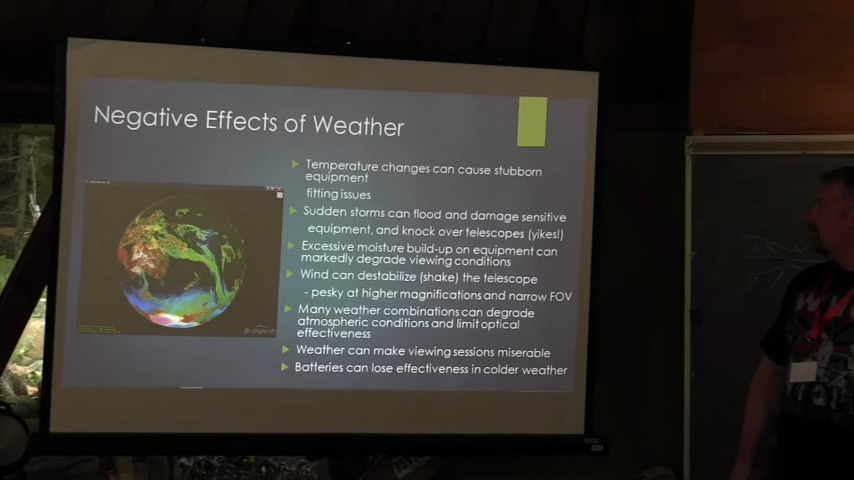 Negative Effects of Weather
Temperature changes can cause stubborn
equipment
fitting issues
Sudden storms can flood and damage sensitive
equipment, and knock over telescopes (yikes!)
Excessive moisture build-up on equipment can
markedly degrade viewing conditions
Wind can destabilize (shake) the telescope
- pesky at higher magnifications and narrow FOV
Many weather combinations can degrade
atmospheric conditions and limit optical
effectiveness
Weather can make viewing sessions miserable
Batteries can lose effectiveness in colder weather